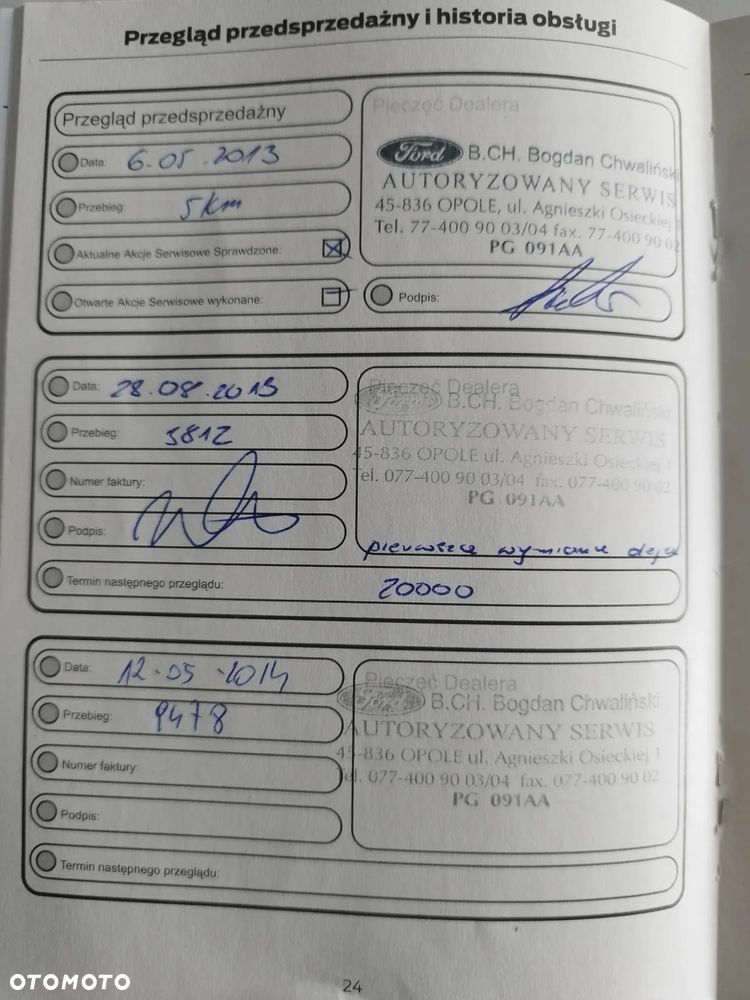 Przegląd przedsprzedażny i historia obsługi
Przegląd przedsprzedażny
Data: 6.05.2013
Przebieg: 5km
Aktualne Akcje Serwisowe Sprawdzone:
Otwarte Akcje Serwisowe wykonane:
Pieczęć Dealera
Ford B.CH. Bogdan Chwaliński
AUTORYZOWANY SERWIS
45-836 OPOLE, ul. Agnieszki Osieckiej 1
Tel. 77-400 90 03/04 fax. 77-400 90 02
PG 091AA
Podpis:
Data: 28.08.2013
Przebieg: 3812
Numer faktury:
Podpis:
Pieczęć Dealera
Ford B.CH. Bogdan Chwaliński
AUTORYZOWANY SERWIS
45-836 OPOLE ul. Agnieszki Osieckiej 1
Tel. 077-400 90 03/04 fax. 077-400 90 02
PG 091AA
pierwsza wymiana
Termin następnego przeglądu: 20000
Data: 12.05.2014
Przebieg: 9478
Numer faktury:
Podpis:
Pieczęć Dealera
B.CH. Bogdan Chwaliński
AUTORYZOWANY SERWIS
45-836 OPOLE ul. Agnieszki Osieckiej 1
Tel. 077-400 90 03/04 fax. 077-400 90 02
PG 091AA
Termin następnego przeglądu:
24
OTOMOTO